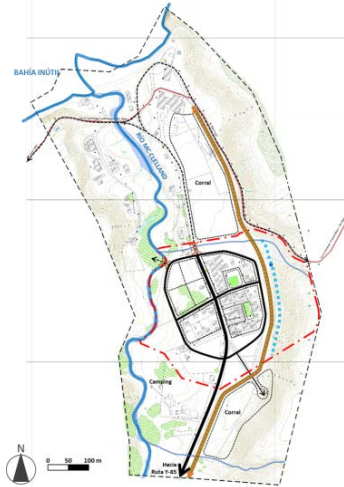 BAHÍA INÚTIL
RÍO MC CLELLAND
Corral
Camping
Corral
Hacia
Ruta Y-85
N
0 50 100 m